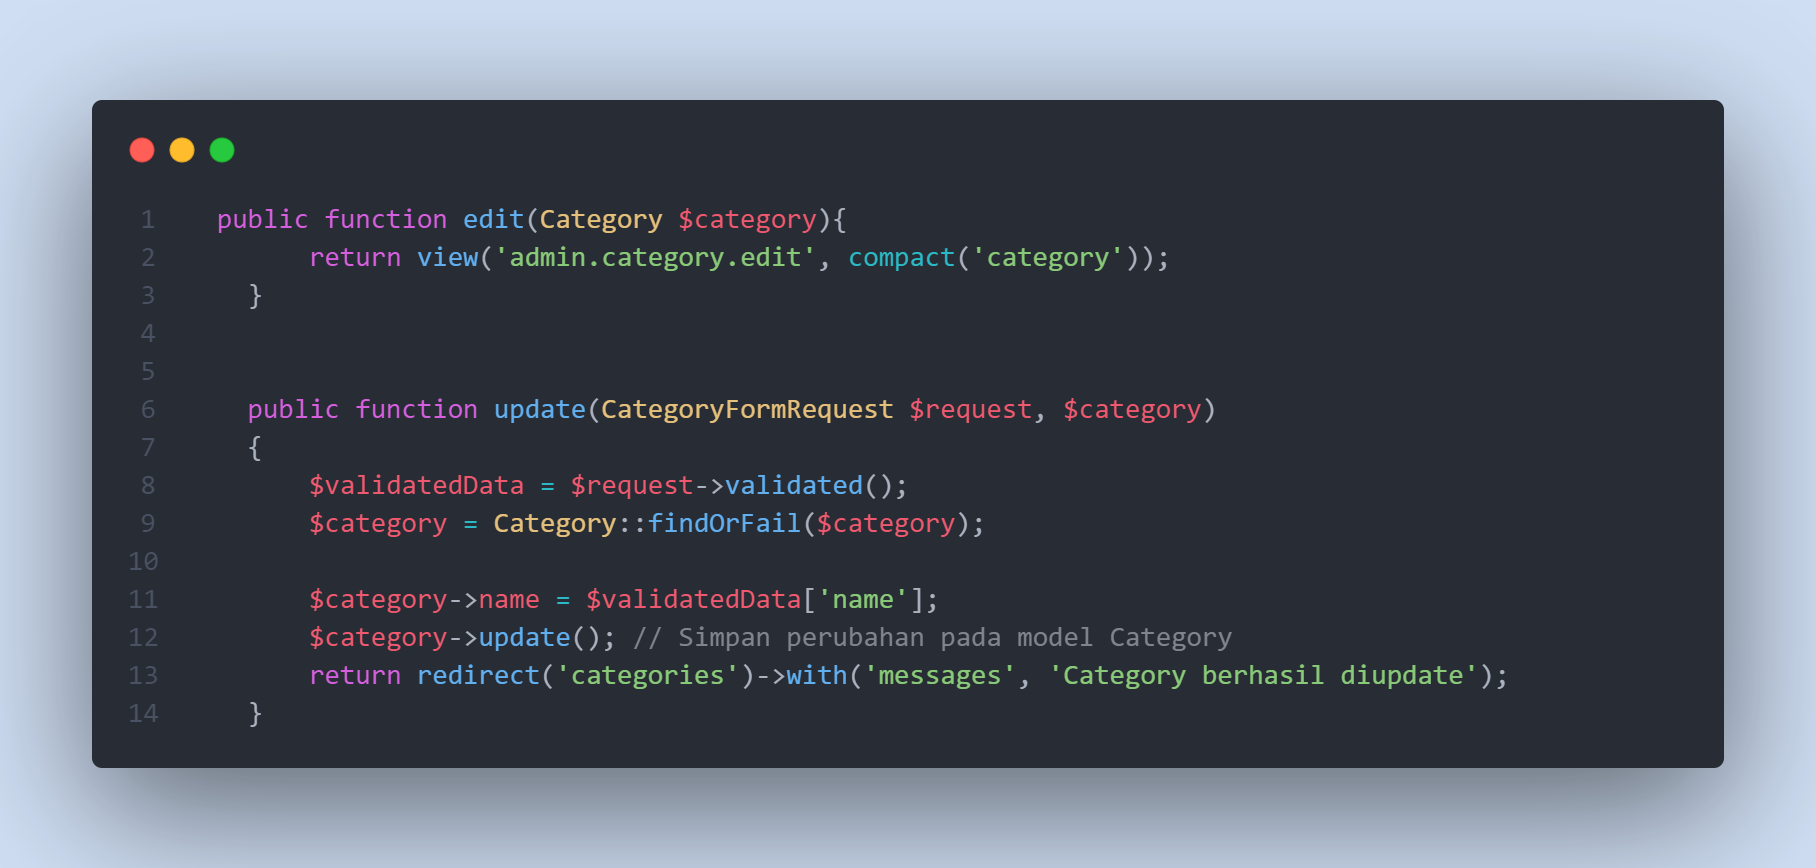 1 public function edit(Category $category){
2 return view('admin.category.edit', compact('category'));
3 }
4
5
6 public function update(CategoryFormRequest $request, $category)
7 {
8 $validatedData = $request->validated();
9 $category = Category::findOrFail($category);
10
11 $category->name = $validatedData['name'];
12 $category->update(); // Simpan perubahan pada model Category
13 return redirect('categories')->with('messages', 'Category berhasil diupdate');
14 }